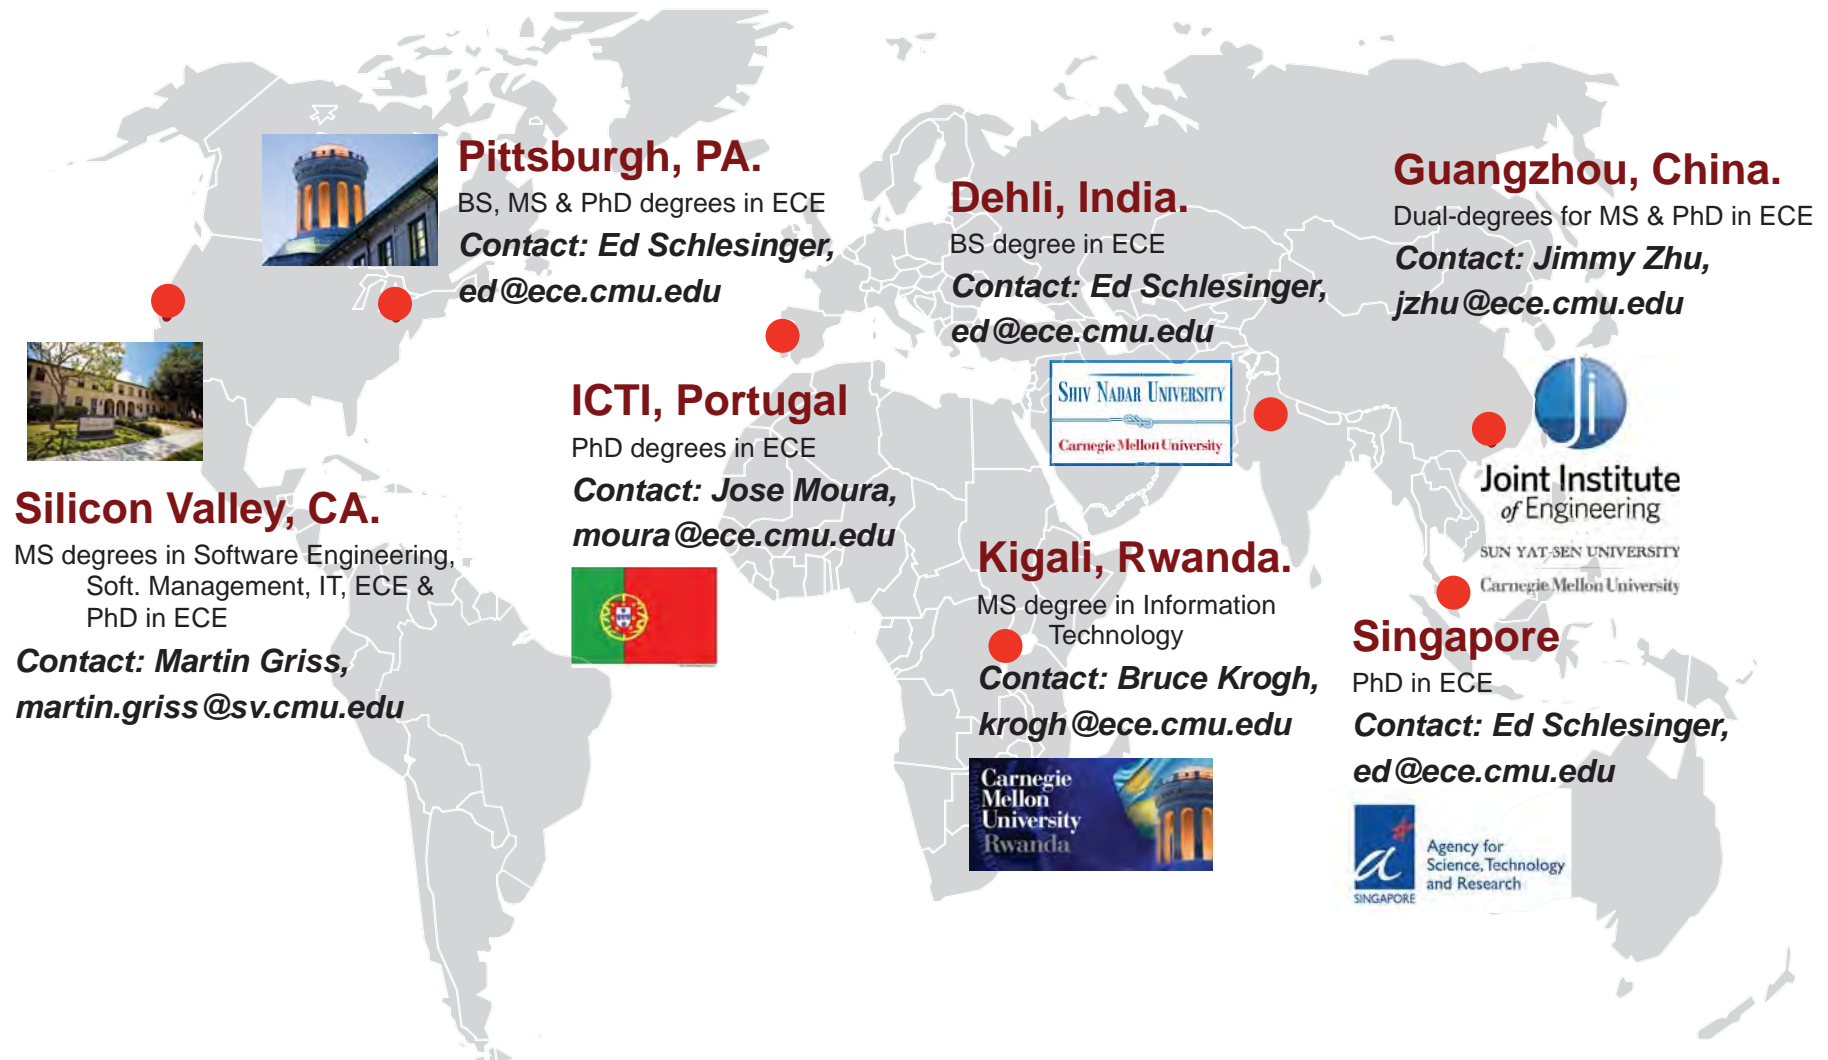 Pittsburgh, PA.
BS, MS & PhD degrees in ECE
Contact: Ed Schlesinger,
ed@ece.cmu.edu
Silicon Valley, CA.
MS degrees in Software Engineering,
Soft. Management, IT, ECE &
PhD in ECE
Contact: Martin Griss,
martin.griss@sv.cmu.edu
ICTI, Portugal
PhD degrees in ECE
Contact: Jose Moura,
moura@ece.cmu.edu
Dehli, India.
BS degree in ECE
Contact: Ed Schlesinger,
ed@ece.cmu.edu
SHIV NADAR UNIVERSITY
Carnegie Mellon University
Kigali, Rwanda.
MS degree in Information
Technology
Contact: Bruce Krogh,
krogh@ece.cmu.edu
Carnegie
Mellon
University
Rwanda
Guangzhou, China.
Dual-degrees for MS & PhD in ECE
Contact: Jimmy Zhu,
jzhu@ece.cmu.edu
Ji
Joint Institute
of Engineering
SUN YAT-SEN UNIVERSITY
Carnegie Mellon University
Singapore
PhD in ECE
Contact: Ed Schlesinger,
ed@ece.cmu.edu
a
SINGAPORE
Agency for
Science, Technology
and Research